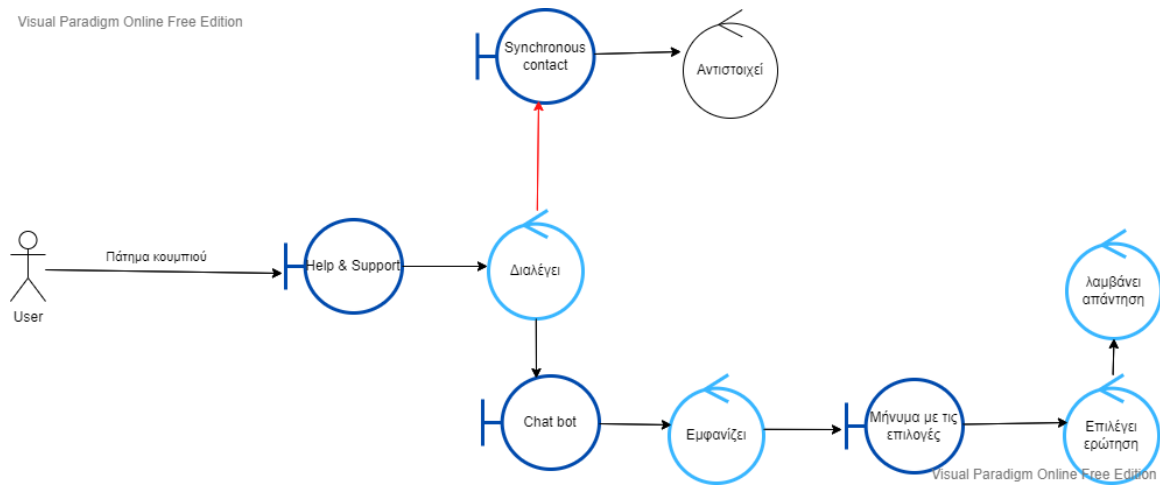 Visual Paradigm Online Free Edition
Synchronous
contact
Αντιστοιχεί
Πάτημα κουμπιού
Help & Support
Διαλέγει
User
λαμβάνει
απάντηση
Chat bot
Εμφανίζει
Μήνυμα με τις
επιλογές
Επιλέγει
ερώτηση
Visual Paradigm Online Free Edition